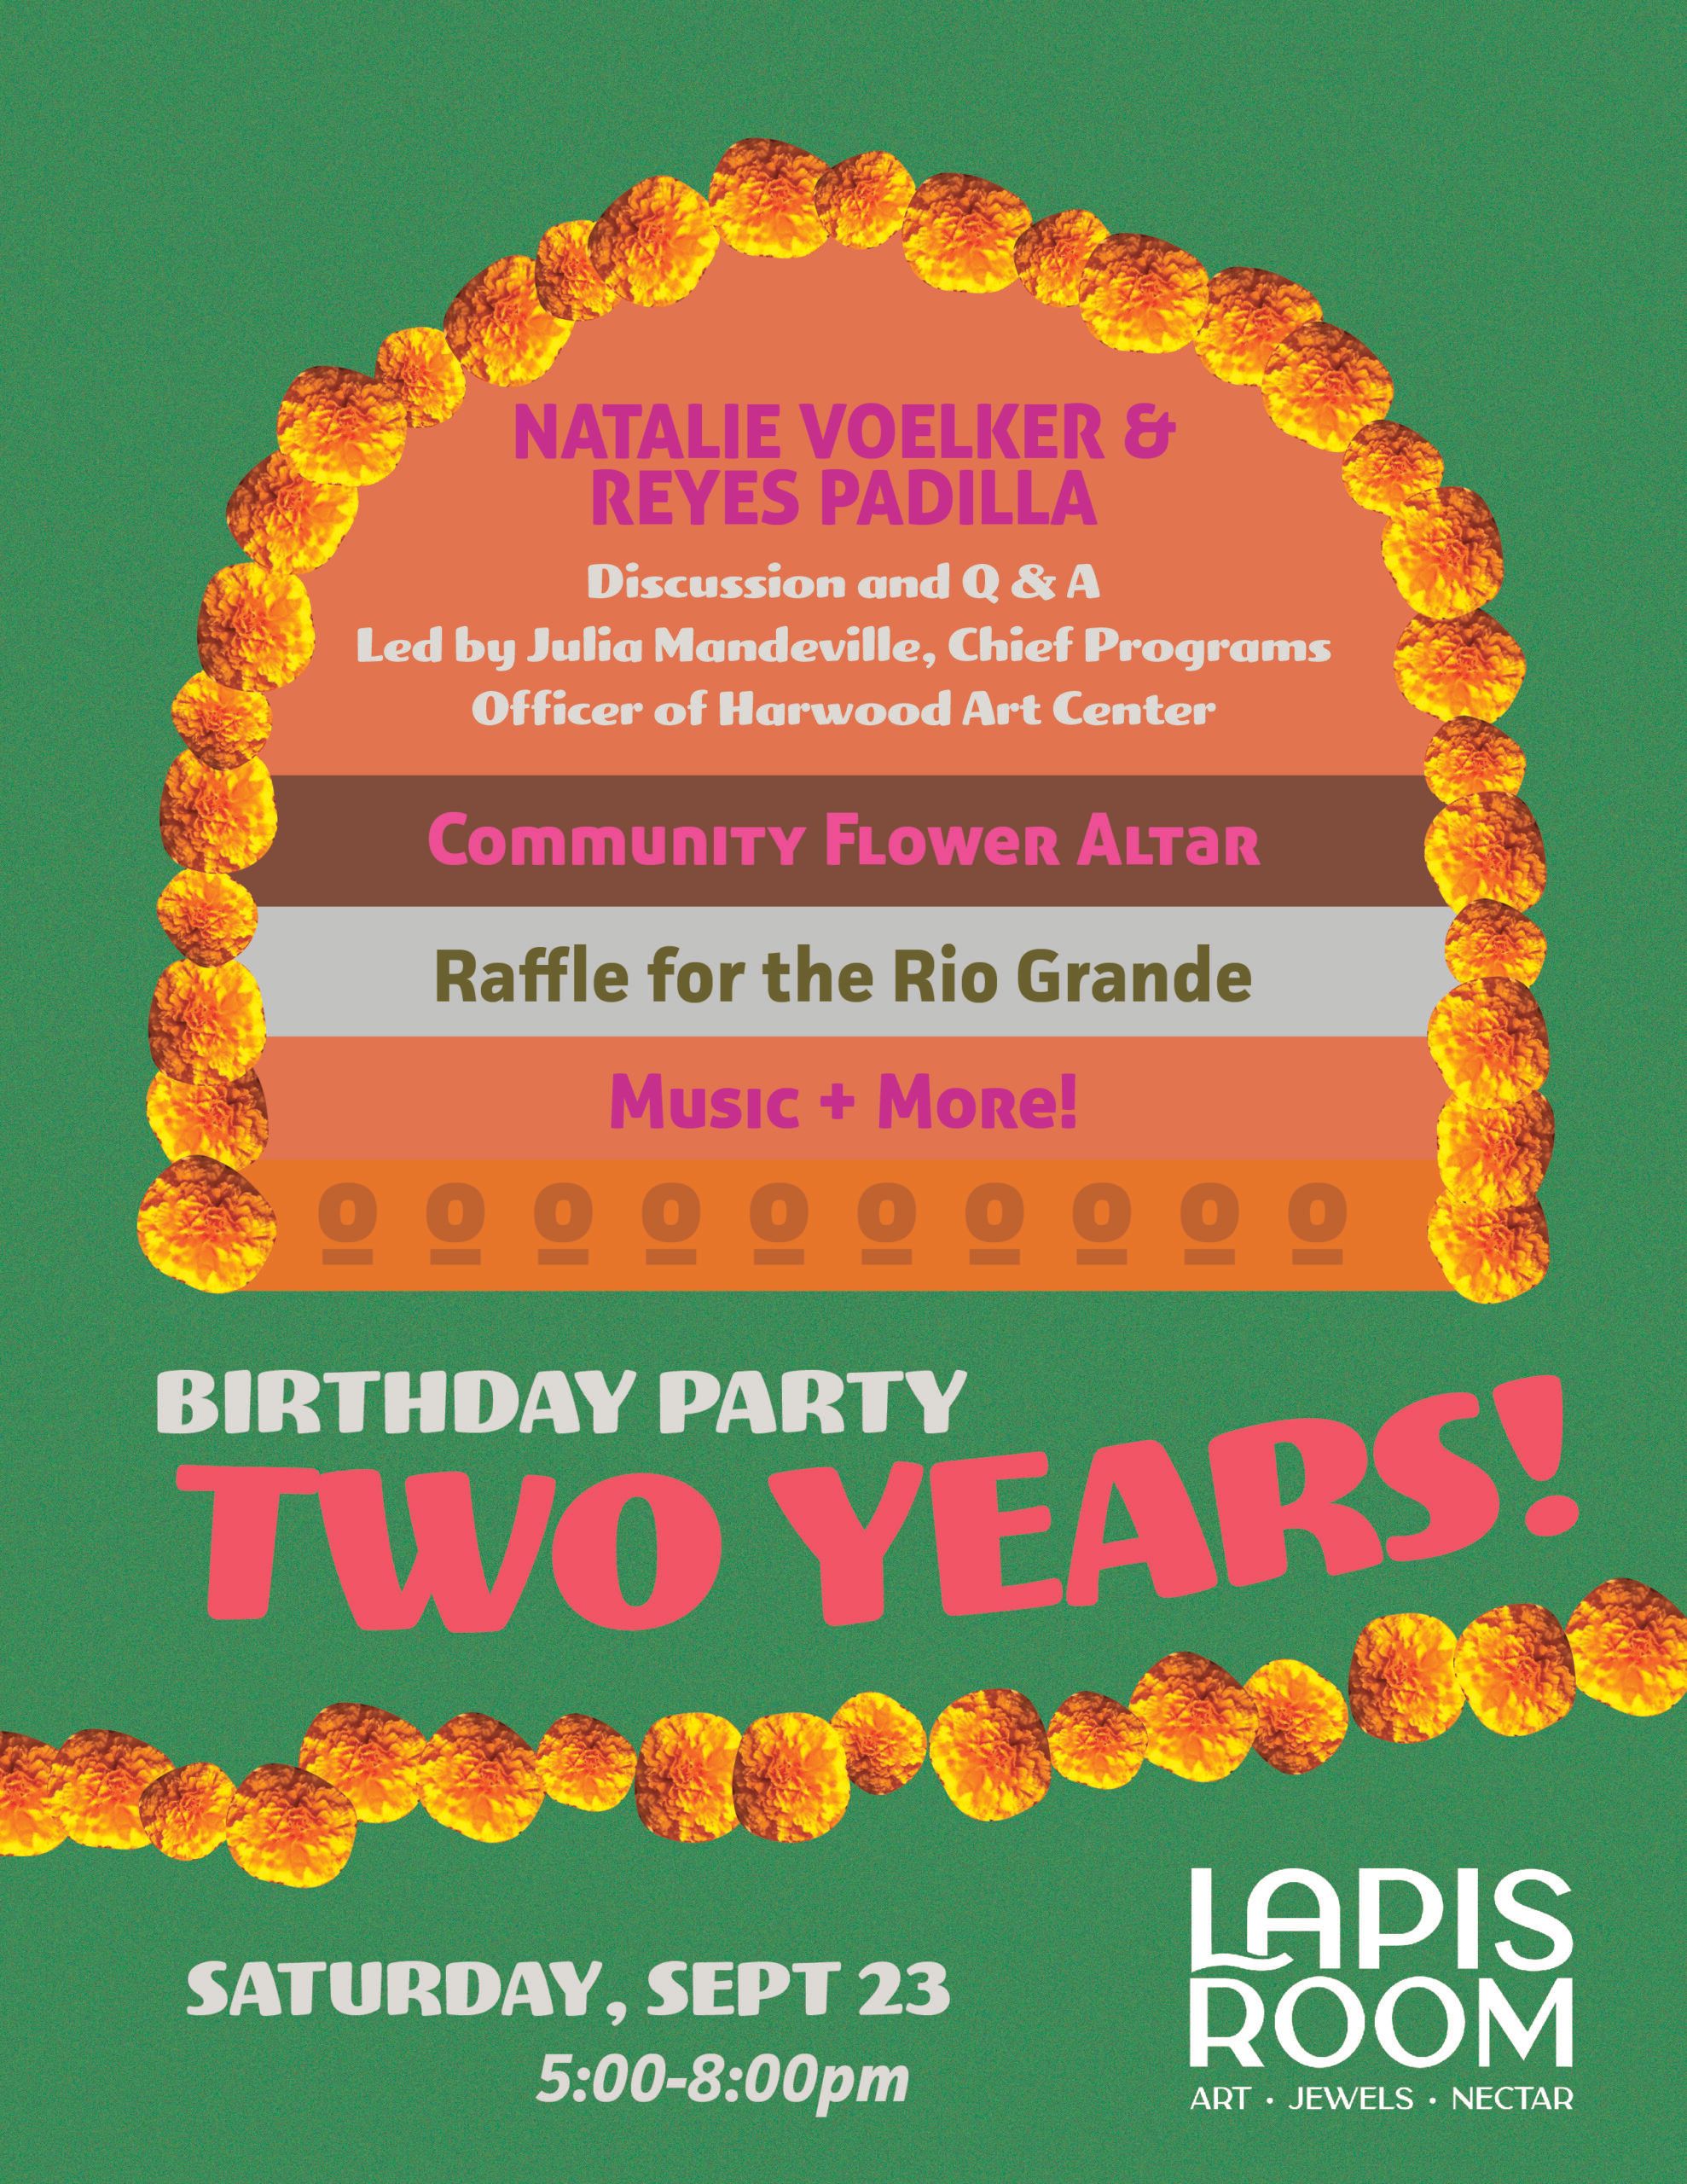 NATALIE VOELKER &
REYES PADILLA
Discussion and Q & A
Led by Julia Mandeville, Chief Programs
Officer of Harwood Art Center
Community Flower Altar
Raffle for the Rio Grande
Music + More!
o o o o o o o o o o
BIRTHDAY PARTY
TWO YEARS!
SATURDAY, SEPT 23
5:00-8:00pm
LAPIS
ROOM
ART • JEWELS • NECTAR